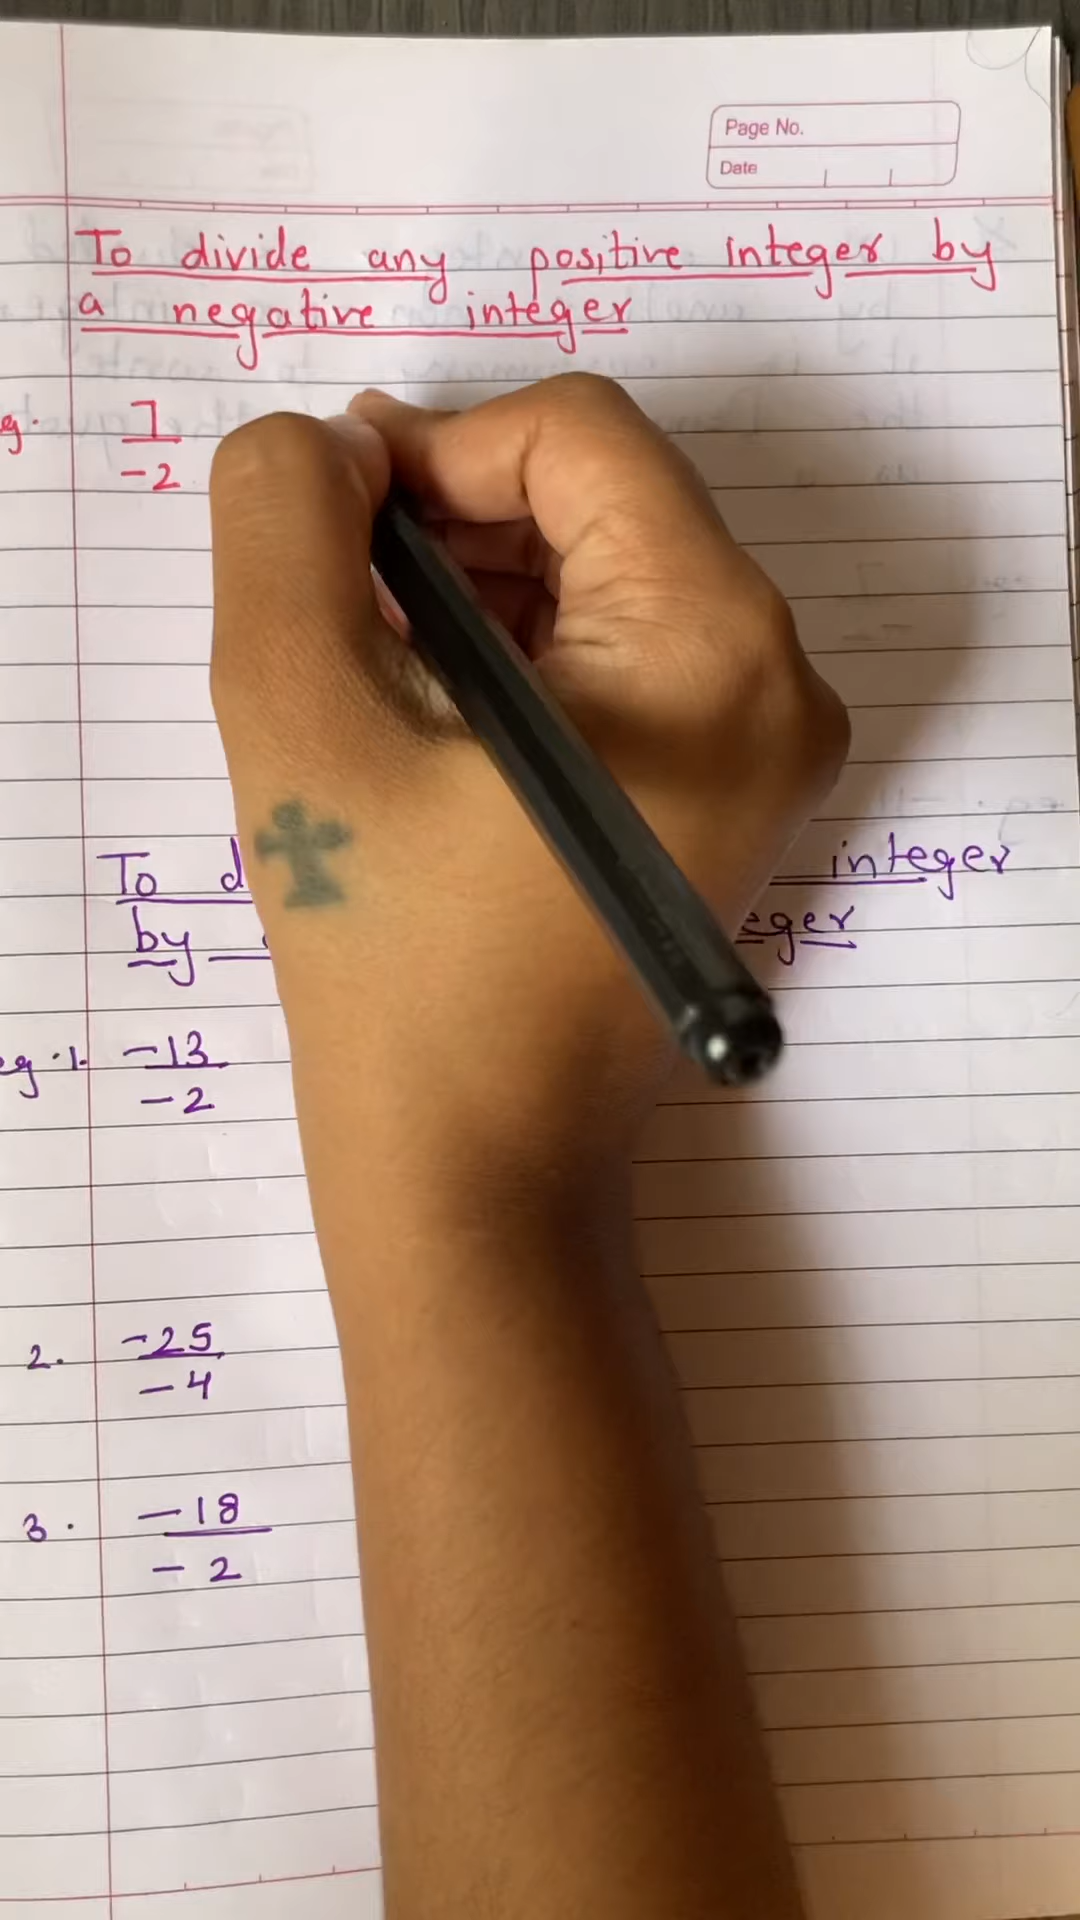 Page No.
Date
To divide any positive integer by
a negative integer
eg. 7
-2
To integer
by
eg.1. -13
-2
2. -25
-4
3. -18
-2